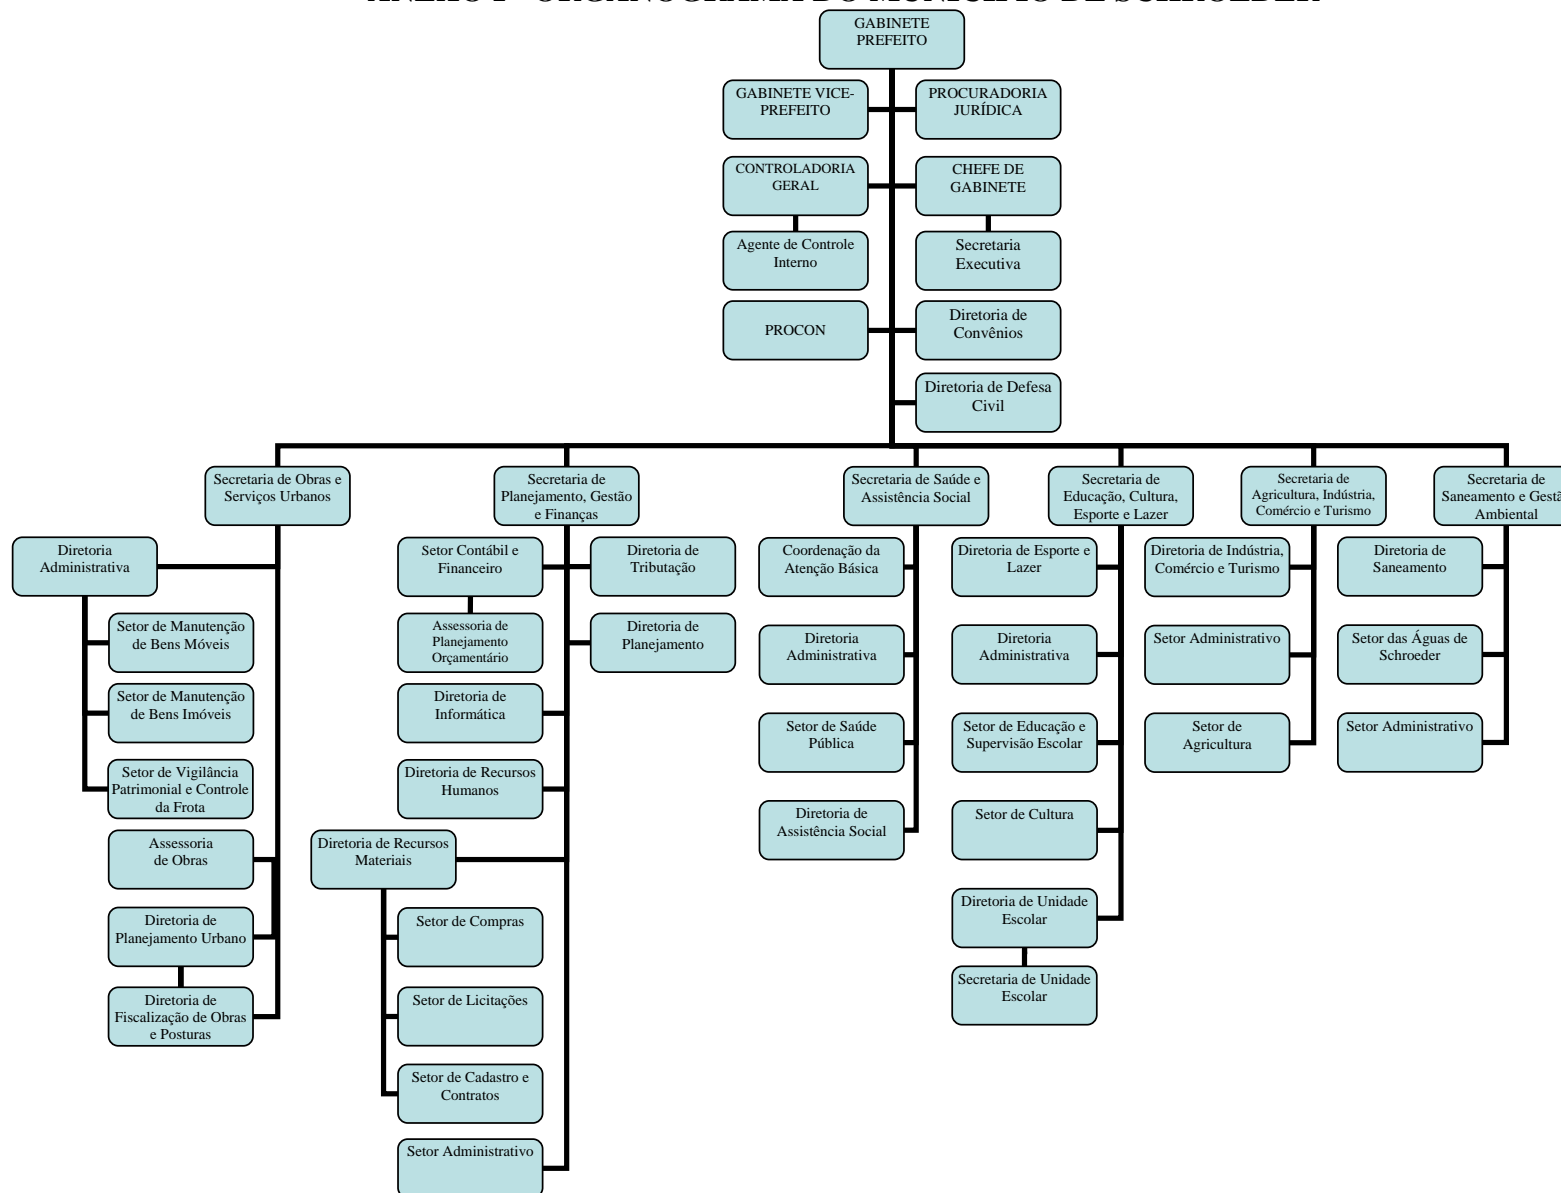 ANEXO I - ORGANOGRAMA DO MUNICÍPIO DE SCHROEDER
GABINETE
PREFEITO
GABINETE VICE-
PREFEITO
PROCURADORIA
JURÍDICA
CONTROLADORIA
GERAL
CHEFE DE
GABINETE
Agente de Controle
Interno
Secretaria
Executiva
PROCON
Diretoria de
Convênios
Diretoria de Defesa
Civil
Secretaria de Obras e
Serviços Urbanos
Secretaria de
Planejamento, Gestão
e Finanças
Secretaria de Saúde e
Assistência Social
Secretaria de
Educação, Cultura,
Esporte e Lazer
Secretaria de
Agricultura, Indústria,
Comércio e Turismo
Secretaria de
Saneamento e Gestã
Ambiental
Diretoria
Administrativa
Setor de Manutenção
de Bens Móveis
Setor de Manutenção
de Bens Imóveis
Setor de Vigilância
Patrimonial e Controle
da Frota
Assessoria
de Obras
Diretoria de
Planejamento Urbano
Diretoria de
Fiscalização de Obras
e Posturas
Setor Contábil e
Financeiro
Diretoria de
Tributação
Assessoria de
Planejamento
Orçamentário
Diretoria de
Planejamento
Diretoria de
Informática
Diretoria de Recursos
Humanos
Diretoria de Recursos
Materiais
Setor de Compras
Setor de Licitações
Setor de Cadastro e
Contratos
Setor Administrativo
Coordenação da
Atenção Básica
Diretoria
Administrativa
Setor de Saúde
Pública
Diretoria de
Assistência Social
Diretoria de Esporte e
Lazer
Diretoria
Administrativa
Setor de Educação e
Supervisão Escolar
Setor de Cultura
Diretoria de Unidade
Escolar
Secretaria de Unidade
Escolar
Diretoria de Indústria,
Comércio e Turismo
Setor Administrativo
Setor de
Agricultura
Diretoria de
Saneamento
Setor das Águas de
Schroeder
Setor Administrativo